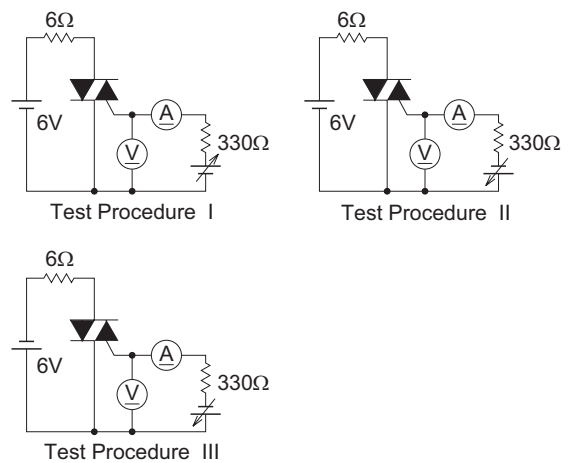 6Ω
6V
A
V
330Ω
Test Procedure I
6Ω
6V
A
V
330Ω
Test Procedure II
6Ω
6V
A
V
330Ω
Test Procedure III